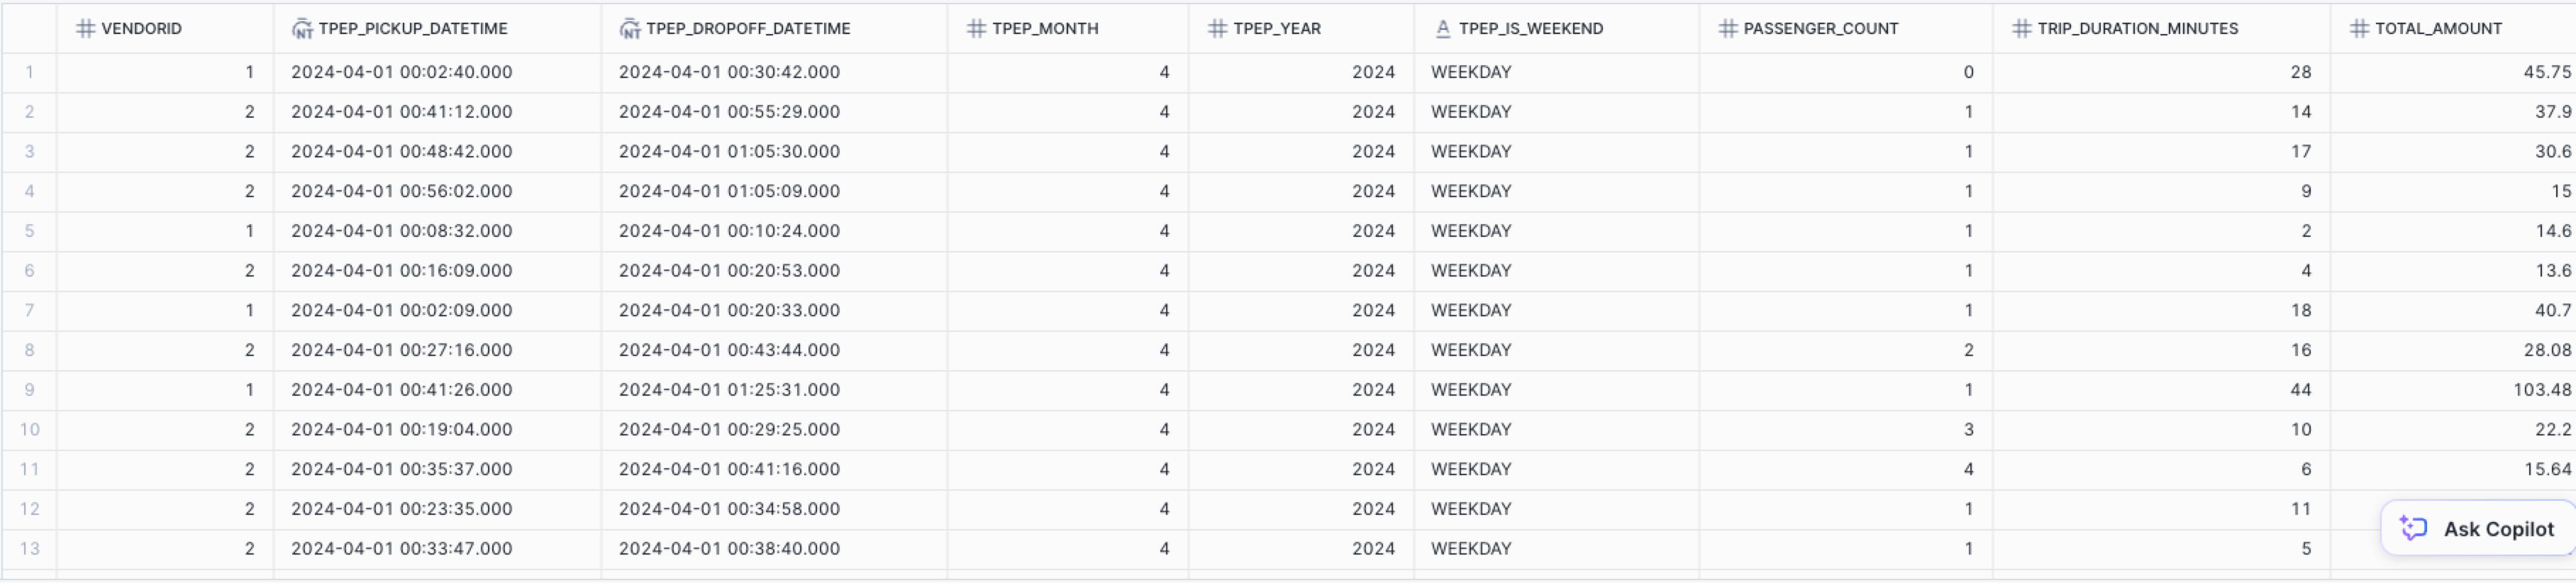 VENDORID TPEP_PICKUP_DATETIME TPEP_DROPOFF_DATETIME TPEP_MONTH TPEP_YEAR TPEP_IS_WEEKEND PASSENGER_COUNT TRIP_DURATION_MINUTES TOTAL_AMOUNT
1 1 2024-04-01 00:02:40.000 2024-04-01 00:30:42.000 4 2024 WEEKDAY 0 28 45.75
2 2 2024-04-01 00:41:12.000 2024-04-01 00:55:29.000 4 2024 WEEKDAY 1 14 37.9
3 2 2024-04-01 00:48:42.000 2024-04-01 01:05:30.000 4 2024 WEEKDAY 1 17 30.6
4 2 2024-04-01 00:56:02.000 2024-04-01 01:05:09.000 4 2024 WEEKDAY 1 9 15
5 1 2024-04-01 00:08:32.000 2024-04-01 00:10:24.000 4 2024 WEEKDAY 1 2 14.6
6 2 2024-04-01 00:16:09.000 2024-04-01 00:20:53.000 4 2024 WEEKDAY 1 4 13.6
7 1 2024-04-01 00:02:09.000 2024-04-01 00:20:33.000 4 2024 WEEKDAY 1 18 40.7
8 2 2024-04-01 00:27:16.000 2024-04-01 00:43:44.000 4 2024 WEEKDAY 2 16 28.08
9 1 2024-04-01 00:41:26.000 2024-04-01 01:25:31.000 4 2024 WEEKDAY 1 44 103.48
10 2 2024-04-01 00:19:04.000 2024-04-01 00:29:25.000 4 2024 WEEKDAY 3 10 22.2
11 2 2024-04-01 00:35:37.000 2024-04-01 00:41:16.000 4 2024 WEEKDAY 4 6 15.64
12 2 2024-04-01 00:23:35.000 2024-04-01 00:34:58.000 4 2024 WEEKDAY 1 11
Ask Copilot
13 2 2024-04-01 00:33:47.000 2024-04-01 00:38:40.000 4 2024 WEEKDAY 1 5